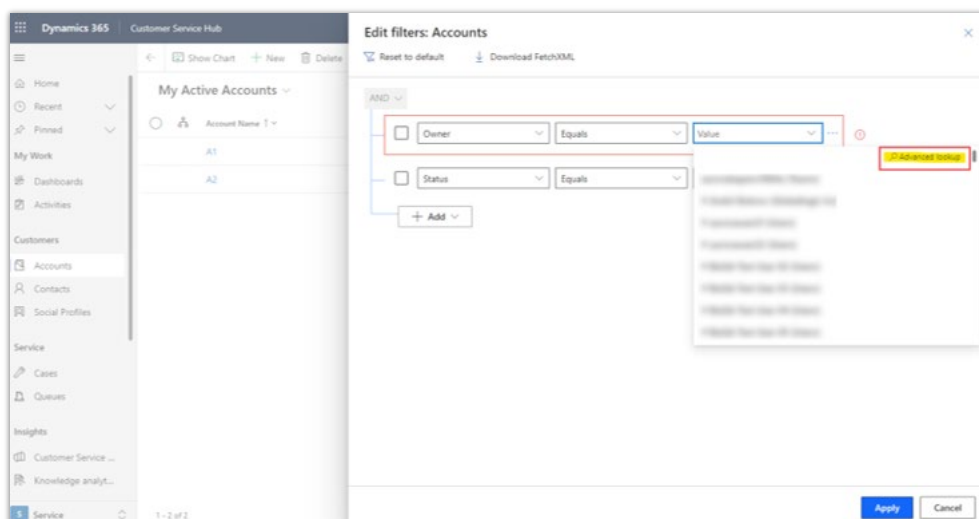 Dynamics 365 Customer Service Hub
Home
Recent
Pinned
My Work
Dashboards
Activities
Customers
Accounts
Contacts
Social Profiles
Service
Cases
Queues
Insights
Customer Service ...
Knowledge analyt...
S Service
Show Chart + New Delete
My Active Accounts
Account Name ↑
A1
A2
1 - 2 of 2
Edit filters: Accounts
Reset to default Download FetchXML
AND
Owner Equals Value ...
Advanced lookup
Status Equals
+ Add
Apply Cancel